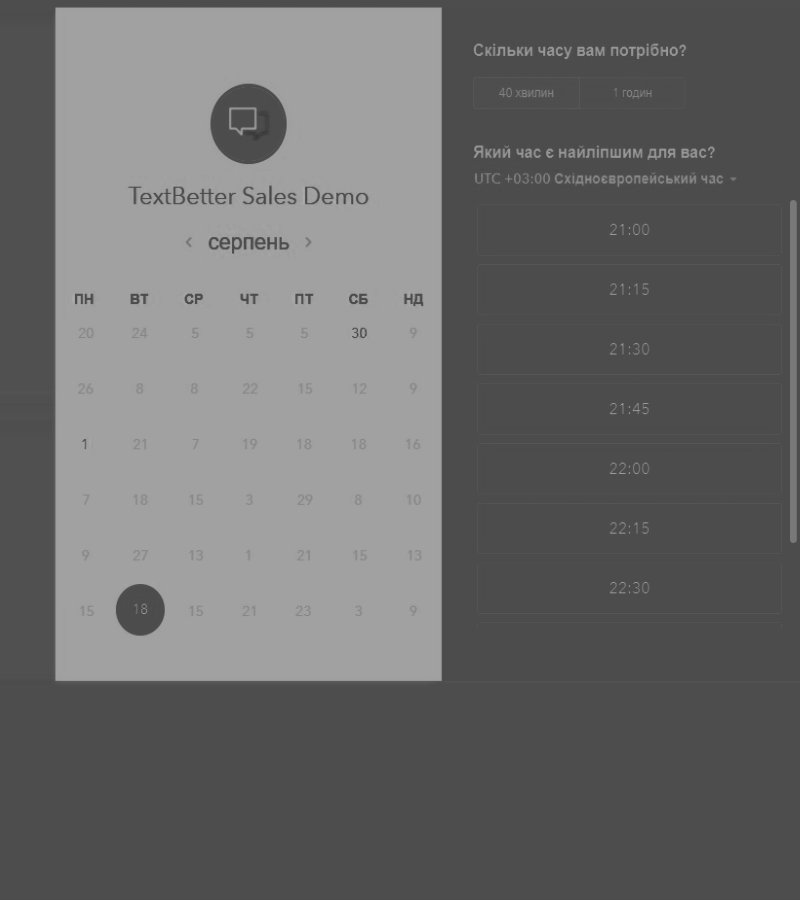 TextBetter Sales Demo
серпень
ПН ВТ СР ЧТ ПТ СБ НД
20 24 5 5 5 30 9
26 8 8 22 15 12 9
1 21 7 19 18 18 16
7 18 15 3 29 8 10
9 27 13 1 21 15 13
15 18 15 21 23 3 9
Скільки часу вам потрібно?
40 хвилин 1 годин
Який час є найліпшим для вас?
UTC +03:00 Східноєвропейський час
21:00
21:15
21:30
21:45
22:00
22:15
22:30